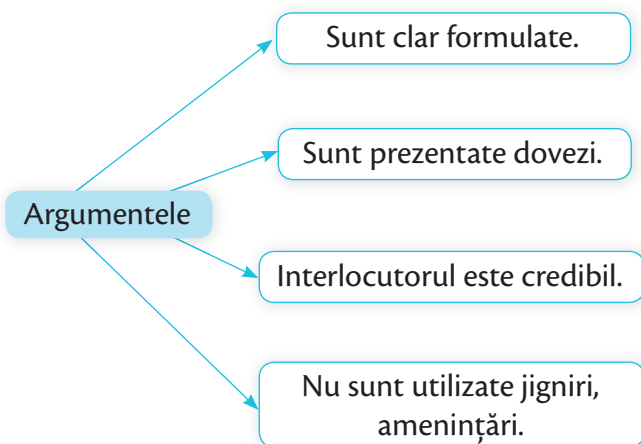 Sunt clar formulate.
Sunt prezentate dovezi.
Argumentele
Interlocutorul este credibil.
Nu sunt utilizate jigniri,
amenințări.